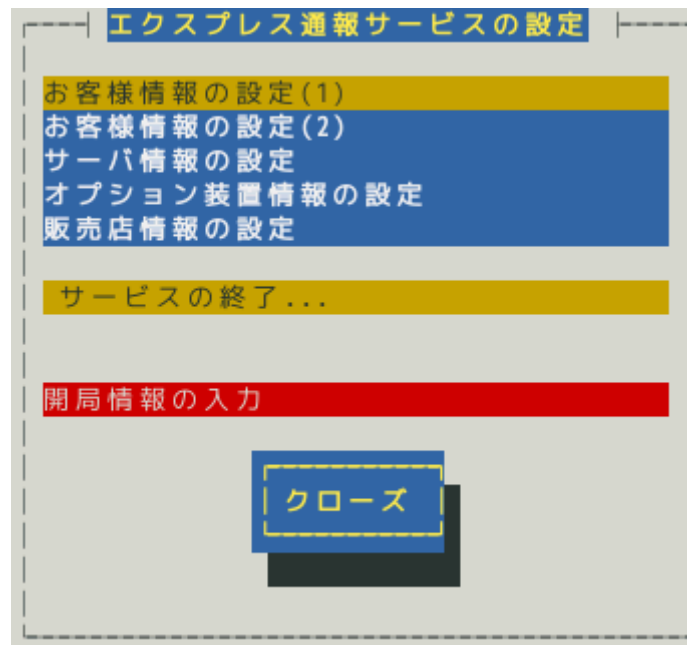 エクスプレス通報サービスの設定
お客様情報の設定(1)
お客様情報の設定(2)
サーバ情報の設定
オプション装置情報の設定
販売店情報の設定
サービスの終了...
開局情報の入力
クローズ